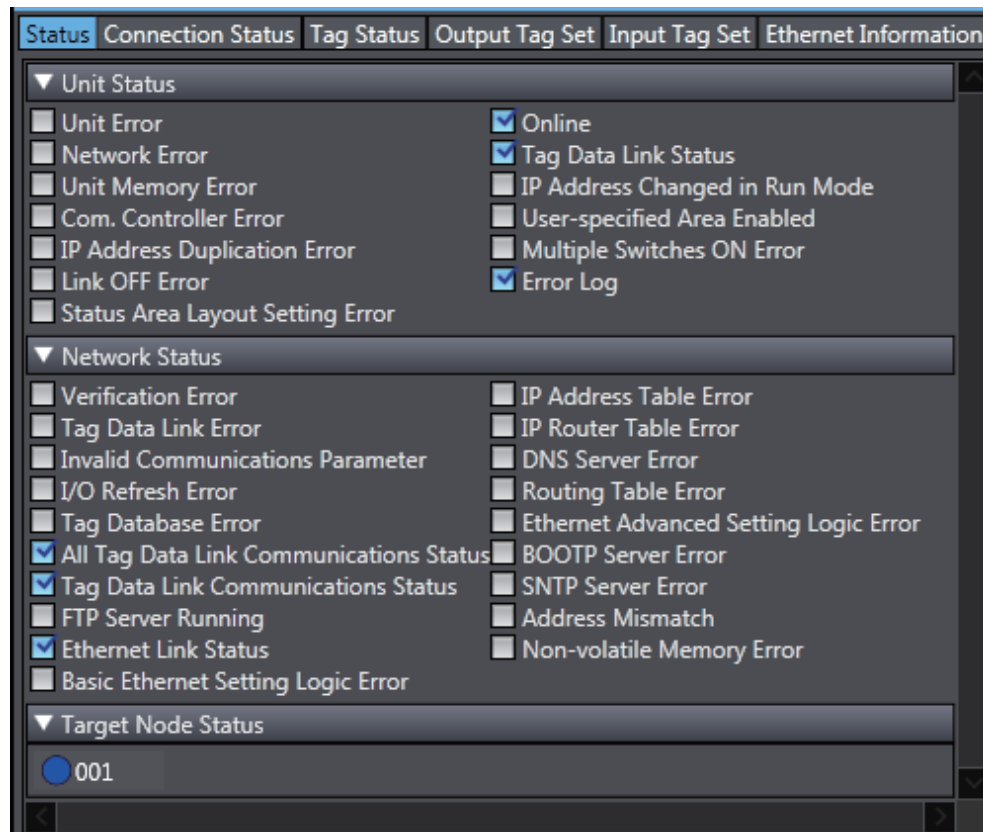 Status Connection Status Tag Status Output Tag Set Input Tag Set Ethernet Information
Unit Status
Unit Error
Network Error
Unit Memory Error
Com. Controller Error
IP Address Duplication Error
Link OFF Error
Status Area Layout Setting Error
Online
Tag Data Link Status
IP Address Changed in Run Mode
User-specified Area Enabled
Multiple Switches ON Error
Error Log
Network Status
Verification Error
Tag Data Link Error
Invalid Communications Parameter
I/O Refresh Error
Tag Database Error
All Tag Data Link Communications Status
Tag Data Link Communications Status
FTP Server Running
Ethernet Link Status
Basic Ethernet Setting Logic Error
IP Address Table Error
IP Router Table Error
DNS Server Error
Routing Table Error
Ethernet Advanced Setting Logic Error
BOOTP Server Error
SNTP Server Error
Address Mismatch
Non-volatile Memory Error
Target Node Status
001